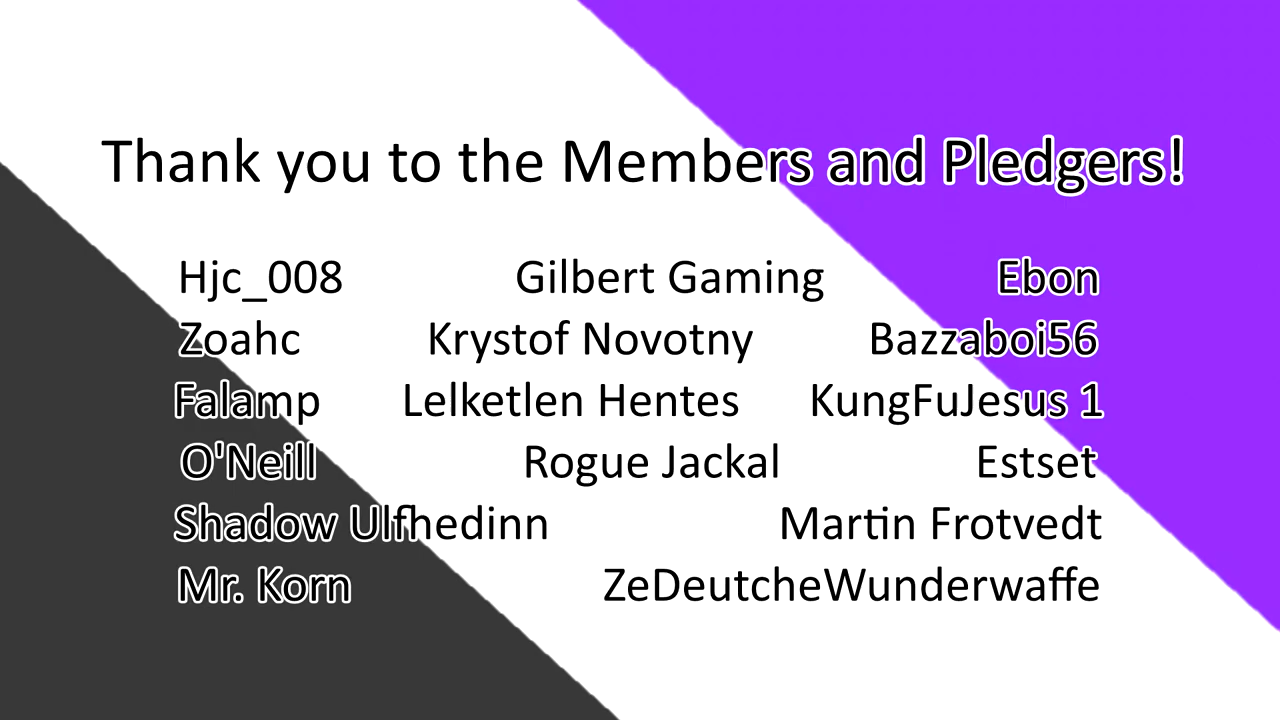 Thank you to the Members and Pledgers!
Hjc_008 Gilbert Gaming Ebon
Zoahc Krystof Novotny Bazzaboi56
Falamp Lelketlen Hentes KungFuJesus 1
O'Neill Rogue Jackal Estset
Shadow Ulfhedinn Martin Frotvedt
Mr. Korn ZeDeutcheWunderwaffe